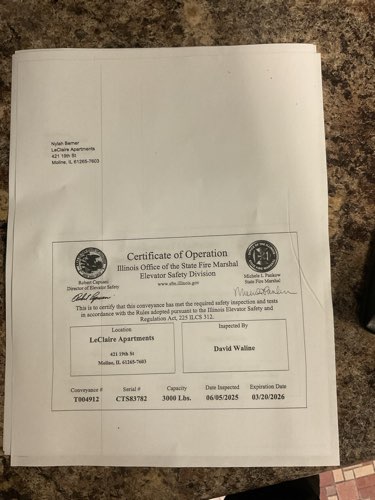 Nylah Berner
LeClaire Apartments
421 19th St
Moline, IL 61265-7603
Certificate of Operation
Illinois Office of the State Fire Marshal
Elevator Safety Division
www.sfm.illinois.gov
Robert Capuani
Director of Elevator Safety
Michele L. Pankow
State Fire Marshal
This is to certify that this conveyance has met the required safety inspection and tests
in accordance with the Rules adopted pursuant to the Illinois Elevator Safety and
Regulation Act, 225 ILCS 312.
Location
LeClaire Apartments
421 19th St
Moline, IL 61265-7603
Inspected By
David Waline
Conveyance # Serial # Capacity Date Inspected Expiration Date
T004912 CTS83782 3000 Lbs. 06/05/2025 03/20/2026